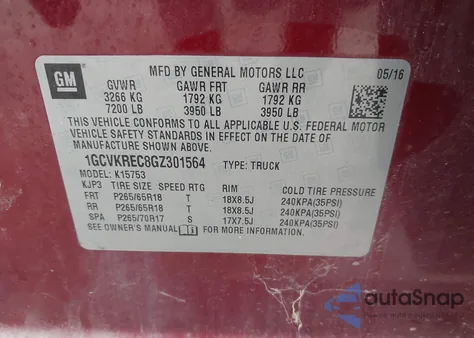 GM
MFD BY GENERAL MOTORS LLC 05/16
GVWR GAWR FRT GAWR RR
3266 KG 1792 KG 1792 KG
7200 LB 3950 LB 3950 LB
THIS VEHICLE CONFORMS TO ALL APPLICABLE U.S. FEDERAL MOTOR
VEHICLE SAFETY STANDARDS IN EFFECT ON THE DATE OF
MANUFACTURE SHOWN ABOVE.
1GCVKREC8GZ301564 TYPE: TRUCK
MODEL: K15753
KJP3 TIRE SIZE SPEED RTG RIM COLD TIRE PRESSURE
FRT P265/65R18 T 18X8.5J 240KPA(35PSI)
RR P265/65R18 T 18X8.5J 240KPA(35PSI)
SPA P265/70R17 S 17X7.5J 240KPA(35PSI)
SEE OWNER'S MANUAL FOR MORE INFORMATION.
autoSnap